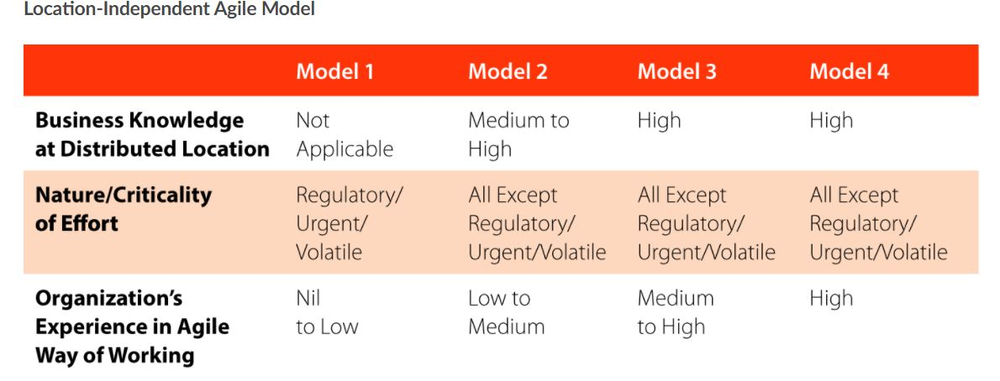 Location-Independent Agile Model
Model 1 Model 2 Model 3 Model 4
Business Knowledge Not Medium to High High
at Distributed Location Applicable High
Nature/Criticality Regulatory/ All Except All Except All Except
of Effort Urgent/ Regulatory/ Regulatory/ Regulatory/
Volatile Urgent/Volatile Urgent/Volatile Urgent/Volatile
Organization's Nil Low to Medium High
Experience in Agile to Low Medium to High
Way of Working